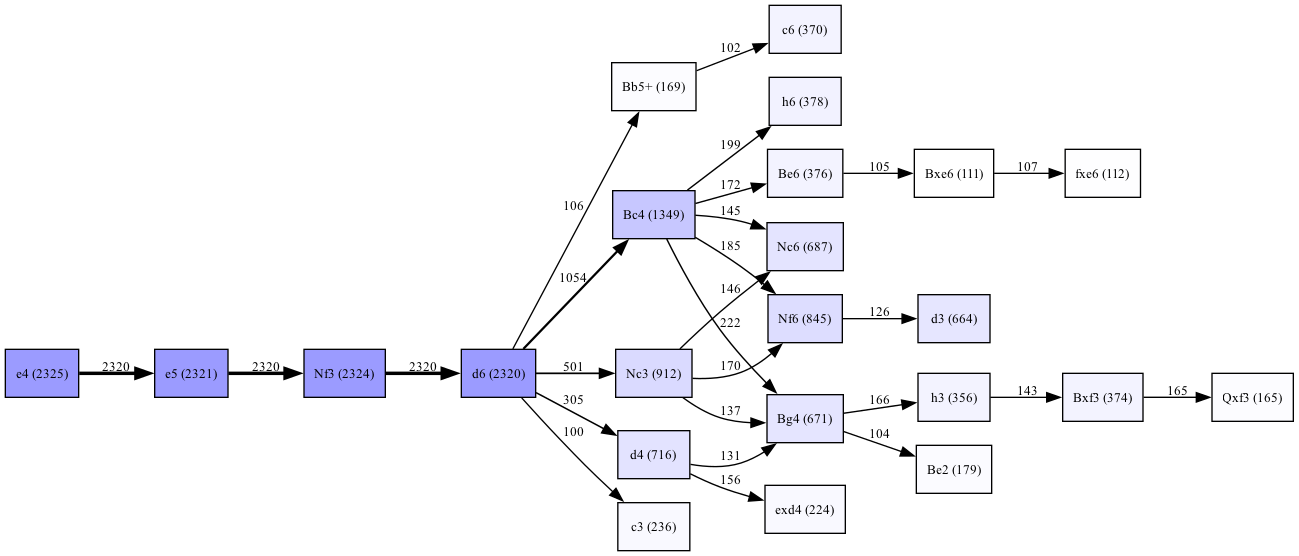 c6 (370)
102
Bb5+ (169)
h6 (378)
199
Be6 (376)
105
Bxe6 (111)
107
fxe6 (112)
172
106
Bc4 (1349)
145
Nc6 (687)
185
1054
146
222
Nf6 (845)
126
d3 (664)
e4 (2325)
2320
e5 (2321)
2320
Nf3 (2324)
2320
d6 (2320)
501
Nc3 (912)
170
137
305
100
Bg4 (671)
166
h3 (356)
143
Bxf3 (374)
165
Qxf3 (165)
104
Be2 (179)
d4 (716)
131
156
exd4 (224)
c3 (236)